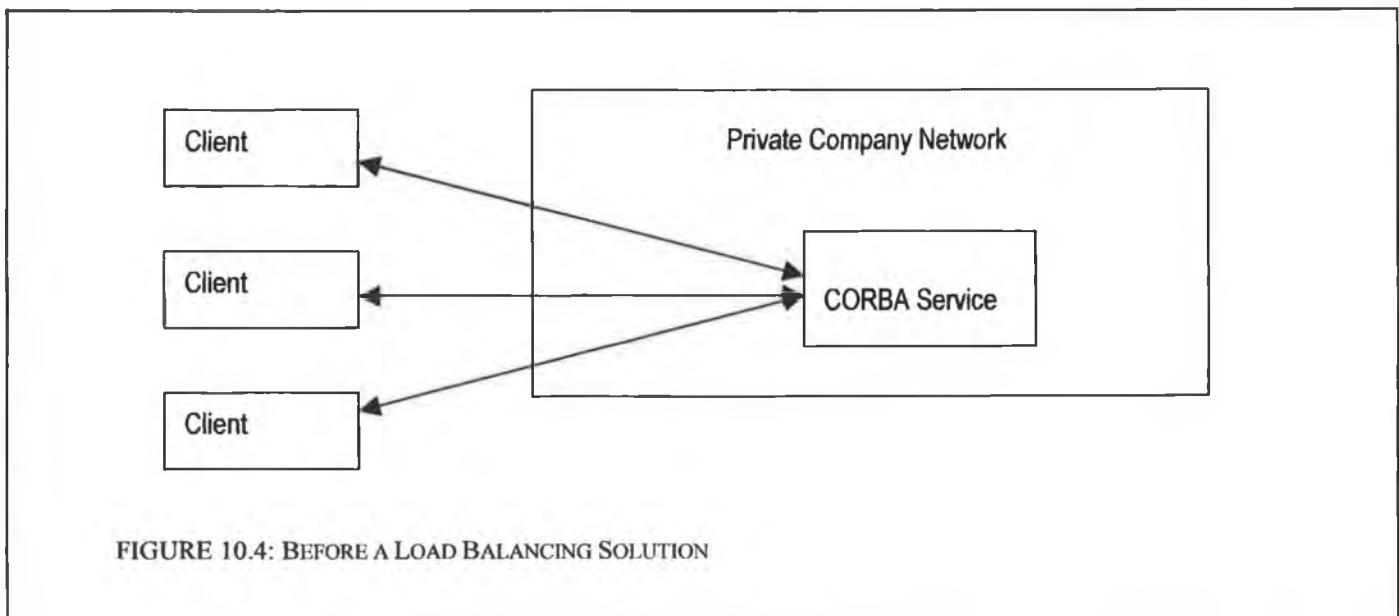 Client
Private Company Network
Client
CORBA Service
Client
FIGURE 10.4: BEFORE A LOAD BALANCING SOLUTION